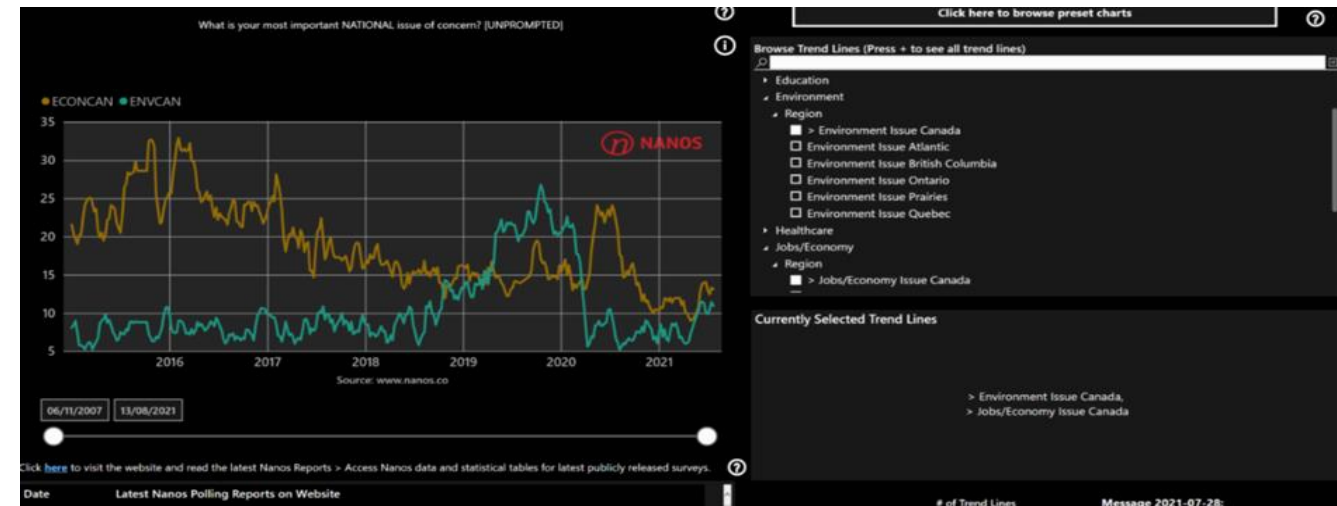 What is your most important NATIONAL issue of concern? [UNPROMPTED]
ECONCAN ENVCAN
NANOS
35
30
25
20
15
10
5
2016 2017 2018 2019 2020 2021
Source: www.nanos.co
06/11/2007 13/08/2021
Click here to visit the website and read the latest Nanos Reports > Access Nanos data and statistical tables for latest publicly released surveys.
Date Latest Nanos Polling Reports on Website
Click here to browse preset charts
Browse Trend Lines (Press + to see all trend lines)
Education
Environment
Region
> Environment Issue Canada
Environment Issue Atlantic
Environment Issue British Columbia
Environment Issue Ontario
Environment Issue Prairies
Environment Issue Quebec
Healthcare
Jobs/Economy
Region
> Jobs/Economy Issue Canada
Currently Selected Trend Lines
> Environment Issue Canada,
> Jobs/Economy Issue Canada
# of Trend Lines Message 2021-07-28: